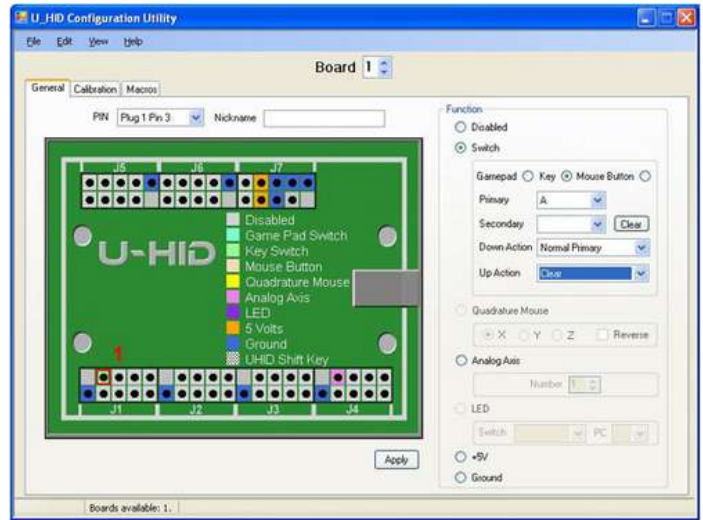 U_HID Configuration Utility
File Edit View Help
Board 1
General Calibration Macros
PIN Plug 1 Pin 3 Nickname
J5 J6 J7
U-HID
Disabled
Game Pad Switch
Key Switch
Mouse Button
Quadrature Mouse
Analog Axis
LED
5 Volts
Ground
UHID Shift Key
1
J1 J2 J3 J4
Apply
Function
Disabled
Switch
Gamepad Key Mouse Button
Primary A
Secondary Clear
Down Action Normal Primary
Up Action Clear
Quadrature Mouse
X Y Z Reverse
Analog Axis
Number 1
LED
Switch PC
+5V
Ground
Boards available: 1.